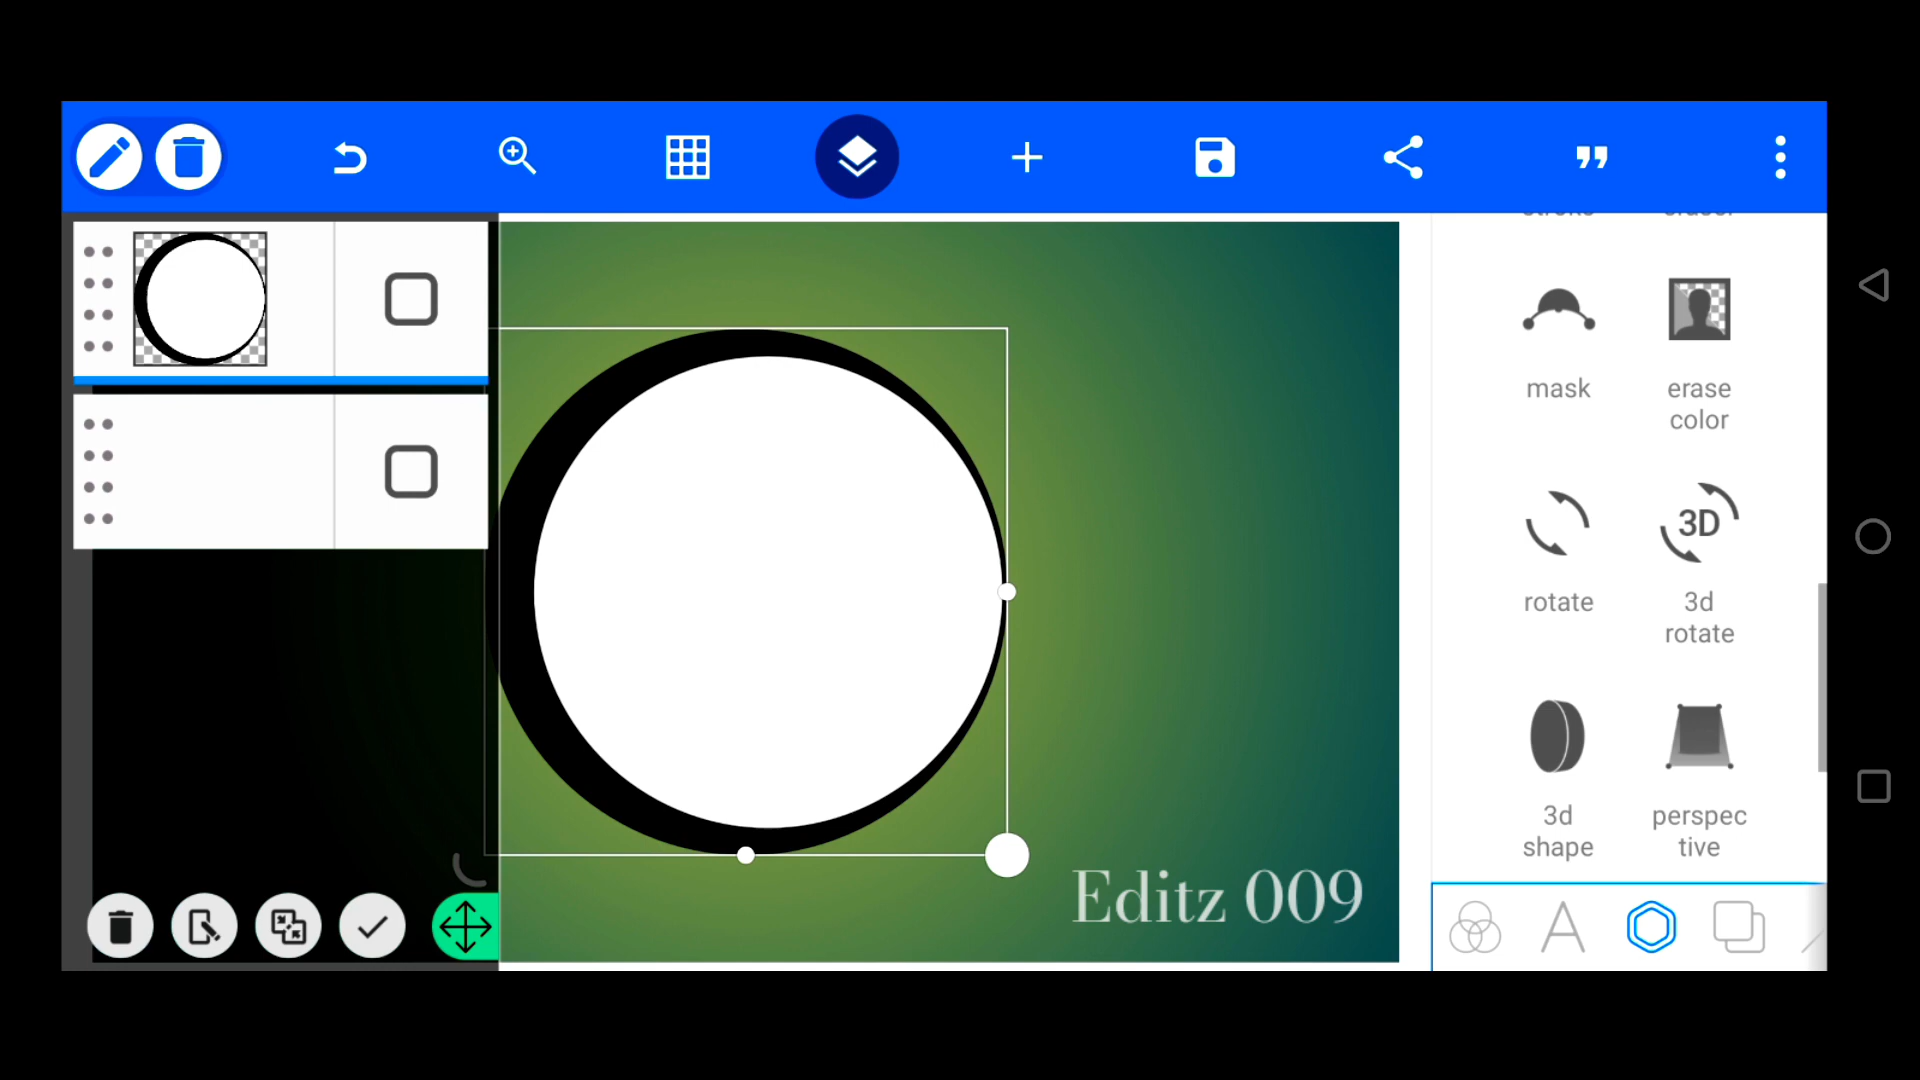 mask
erase
color
3D
rotate
3d
rotate
3d
shape
perspec
tive
Editz 009